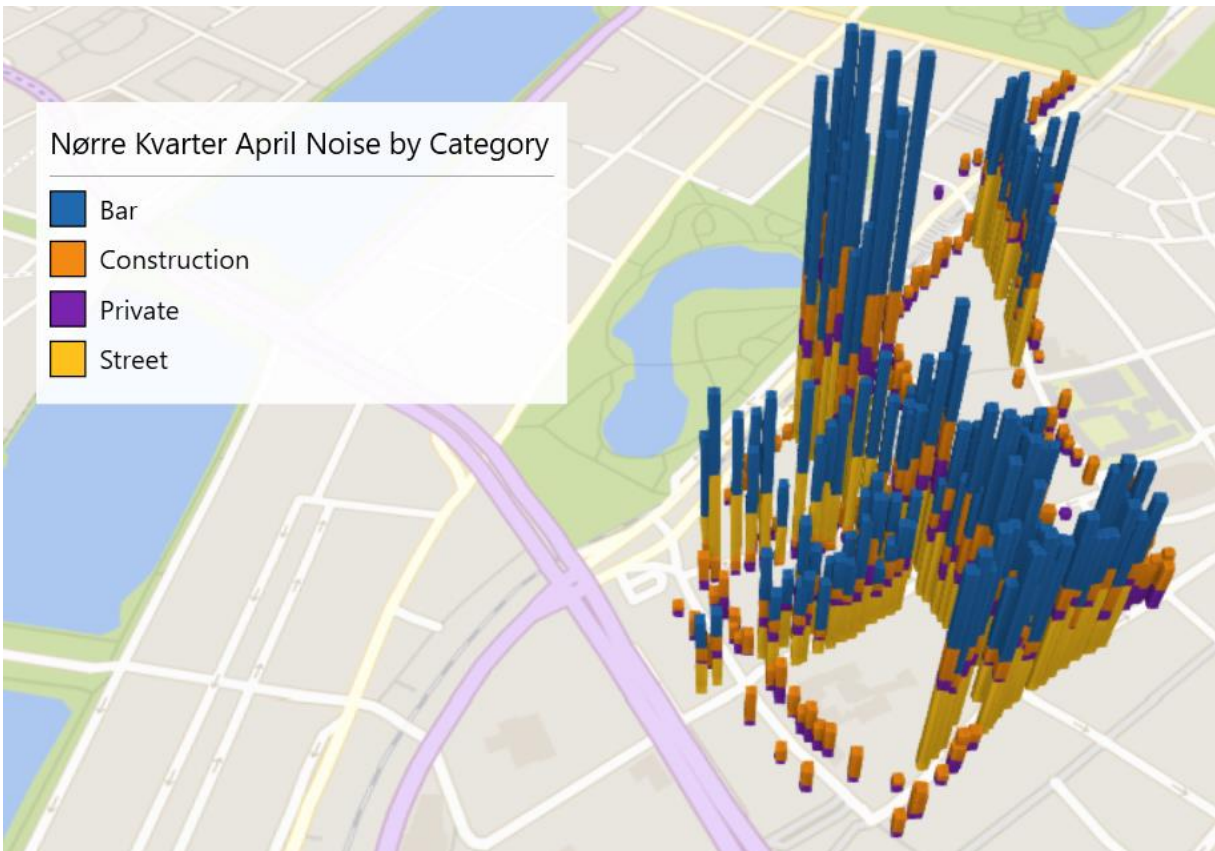 Nørre Kvarter April Noise by Category
Bar
Construction
Private
Street